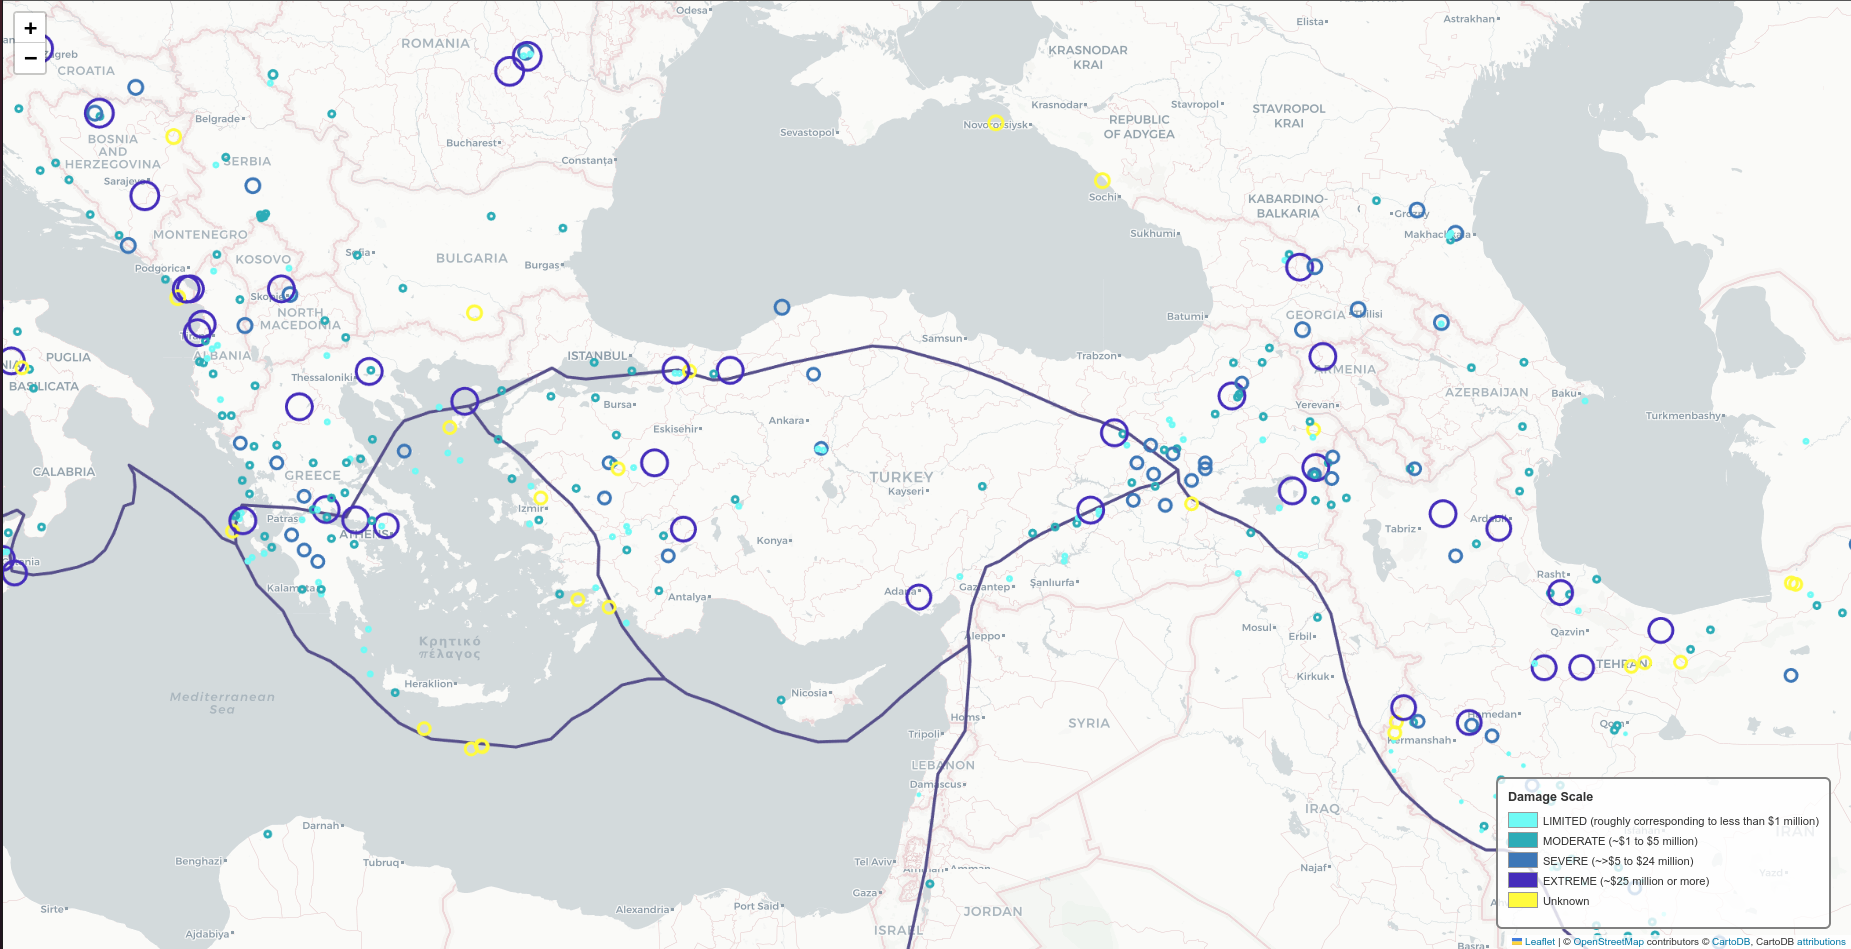 +
−
Odesa
Elista
Astrakhan
ROMANIA
KRASNODAR
KRAI
CROATIA
Krasnodar
Stavropol
STAVROPOL
KRAI
Belgrade
REPUBLIC
OF ADYGEA
Novorossiysk
Sevastopol
BOSNIA
AND
HERZEGOVINA
Bucharest
SERBIA
Constanța
Sarajevo
Sochi
KABARDINO-
BALKARIA
Grozny
MONTENEGRO
Sukhumi
Makhachkala
Sofia
KOSOVO
BULGARIA
Burgas
Podgorica
Skopje
NORTH
MACEDONIA
Batumi
GEORGIA
Tbilisi
Samsun
PUGLIA
ALBANIA
ISTANBUL
Trabzon
Thessaloniki
ARMENIA
BASILICATA
AZERBAIJAN
Baku
Bursa
Yerevan
Turkmenbashy
Ankara
Eskisehir
CALABRIA
GREECE
TURKEY
Kayseri
Izmir
Patras
ATHENS
Tabriz
Ardabil
Konya
Rasht
Kalamata
Adana
Gaziantep
Şanlıurfa
Antalya
Mosul
Erbil
Qazvin
Aleppo
Κρητικό
πέλαγος
TEHRAN
Kirkuk
Heraklion
Nicosia
Mediterranean
Sea
Homs
SYRIA
Hamedan
Qom
Tripoli
Kermanshah
LEBANON
Damascus
IRAQ
Darnah
IRAN
Benghazi
Tubruq
Tel Aviv
Amman
Najaf
Yazd
Gaza
Sirte
Alexandria
Port Said
JORDAN
Ajdabiya
ISRAEL
Basra
Damage Scale
LIMITED (roughly corresponding to less than $1 million)
MODERATE (~$1 to $5 million)
SEVERE (~>$5 to $24 million)
EXTREME (~$25 million or more)
Unknown
Leaflet | © OpenStreetMap contributors © CartoDB, CartoDB attributions